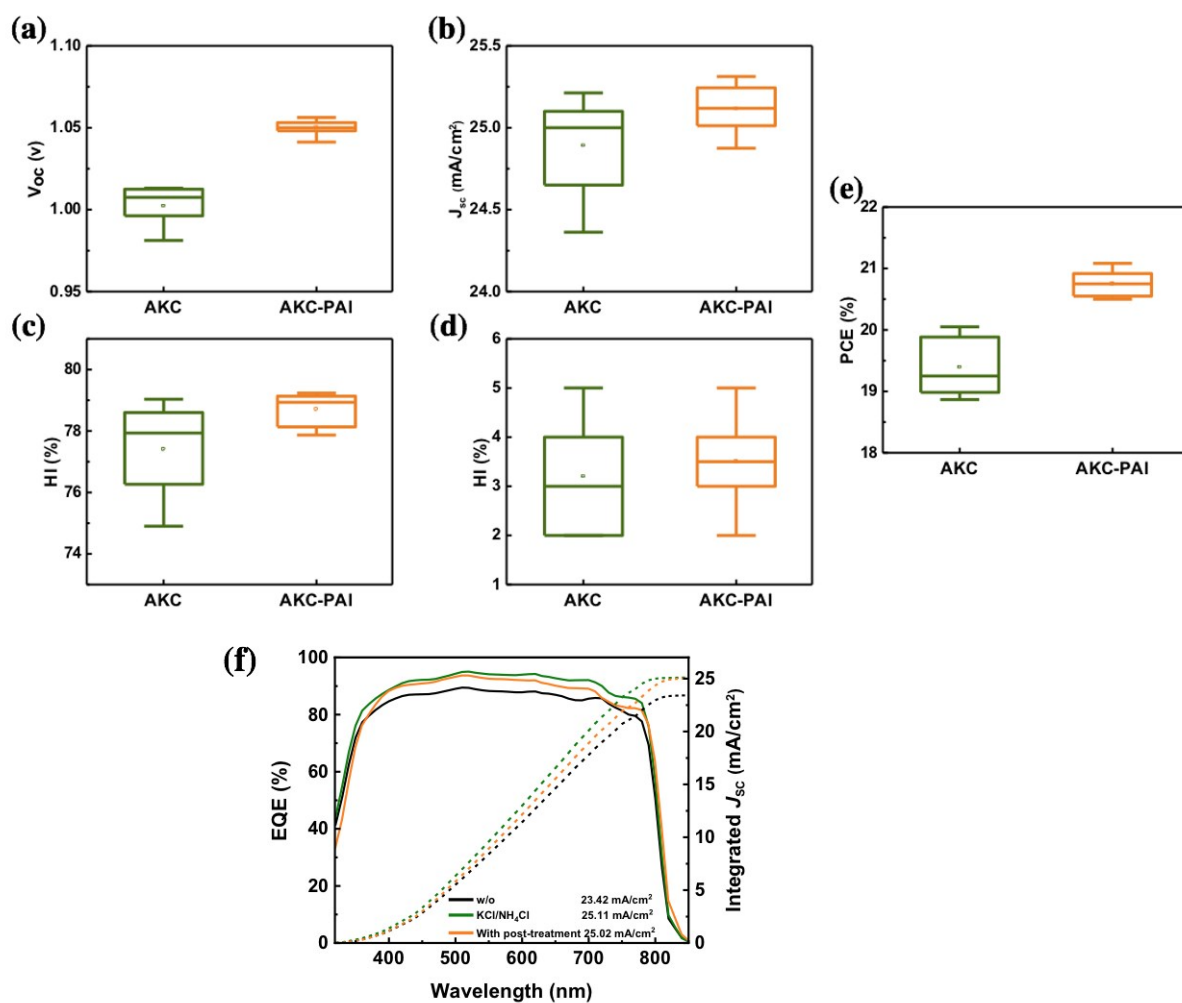 (a)
1.10
1.05
1.00
0.95
Voc (v)
AKC
AKC-PAI
(b)
25.5
25.0
24.5
24.0
Jsc (mA/cm²)
AKC
AKC-PAI
(c)
80
78
76
74
HI (%)
AKC
AKC-PAI
(d)
6
5
4
3
2
1
HI (%)
AKC
AKC-PAI
(e)
22
21
20
19
18
PCE (%)
AKC
AKC-PAI
(f)
100
80
60
40
20
0
EQE (%)
25
20
15
10
5
0
Integrated Jsc (mA/cm²)
w/o 23.42 mA/cm²
KCl/NH₄Cl 25.11 mA/cm²
With post-treatment 25.02 mA/cm²
400 500 600 700 800
Wavelength (nm)